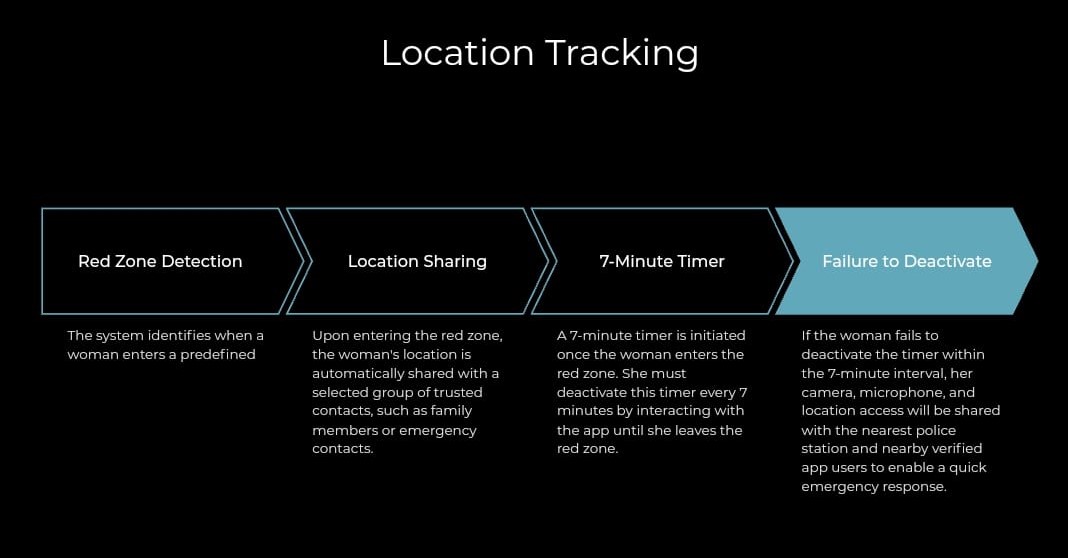 Location Tracking
Red Zone Detection
The system identifies when a
woman enters a predefined
Location Sharing
Upon entering the red zone,
the woman's location is
automatically shared with a
selected group of trusted
contacts, such as family
members or emergency
contacts.
7-Minute Timer
A 7-minute timer is initiated
once the woman enters the
red zone. She must
deactivate this timer every 7
minutes by interacting with
the app until she leaves the
red zone.
Failure to Deactivate
If the woman fails to
deactivate the timer within
the 7-minute interval, her
camera, microphone, and
location access will be shared
with the nearest police
station and nearby verified
app users to enable a quick
emergency response.